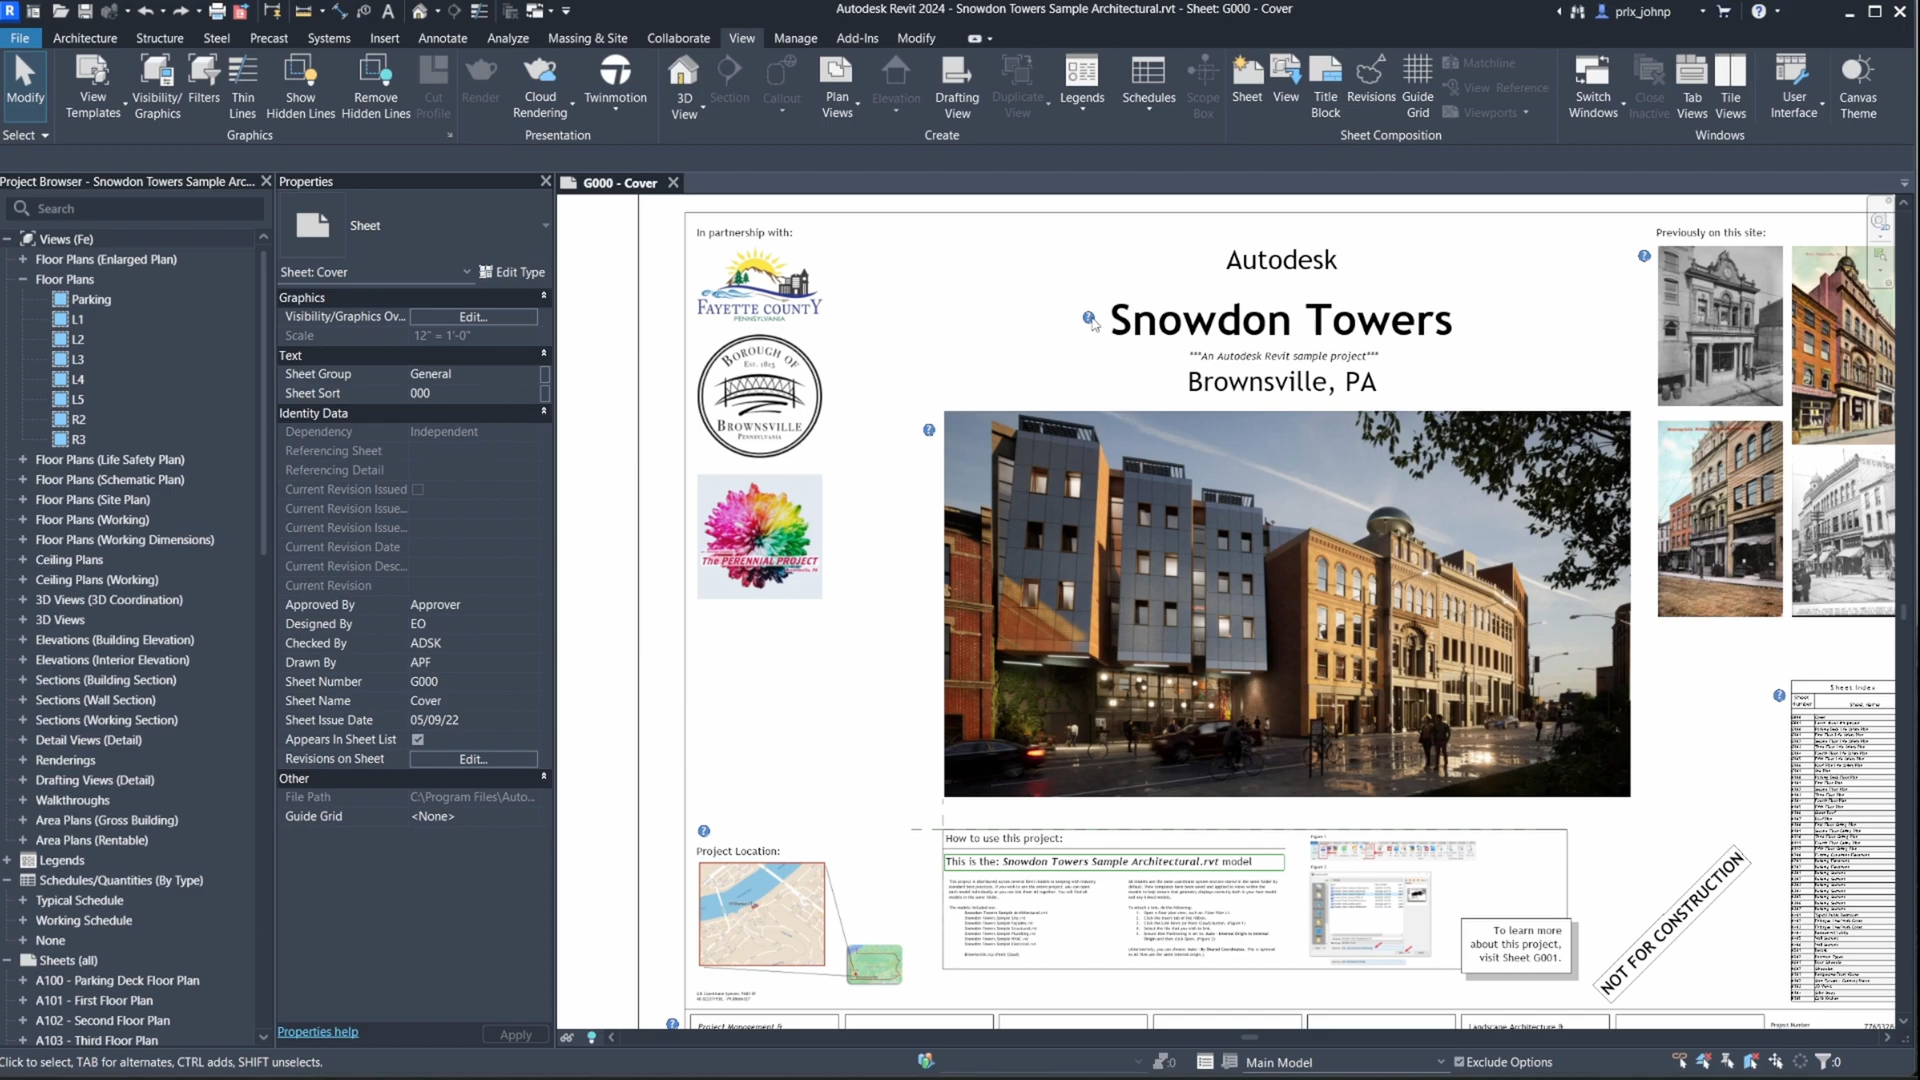 Autodesk Revit 2024 - Snowdon Towers Sample Architectural.rvt - Sheet: G000 - Cover
prlx_johnp
File Architecture Structure Steel Precast Systems Insert Annotate Analyze Massing & Site Collaborate View Manage Add-Ins Modify
Modify
View Templates
Visibility/ Graphics
Filters
Thin Lines
Show Hidden Lines
Remove Hidden Lines
Cut Profile
Render
Cloud Rendering
Twinmotion
3D View
Section
Callout
Plan Views
Elevation
Drafting View
Duplicate View
Legends
Schedules
Scope Box
Sheet
View
Title Block
Revisions
Guide Grid
Matchline
View Reference
Viewports
Switch Windows
Close Inactive
Tab Views
Tile Views
User Interface
Canvas Theme
Select
Graphics
Presentation
Create
Sheet Composition
Windows
Project Browser - Snowdon Towers Sample Arc...
Search
Views (Fe)
Floor Plans (Enlarged Plan)
Floor Plans
Parking
L1
L2
L3
L4
L5
R2
R3
Floor Plans (Life Safety Plan)
Floor Plans (Schematic Plan)
Floor Plans (Site Plan)
Floor Plans (Working)
Floor Plans (Working Dimensions)
Ceiling Plans
Ceiling Plans (Working)
3D Views (3D Coordination)
3D Views
Elevations (Building Elevation)
Elevations (Interior Elevation)
Sections (Building Section)
Sections (Wall Section)
Sections (Working Section)
Detail Views (Detail)
Renderings
Drafting Views (Detail)
Walkthroughs
Area Plans (Gross Building)
Area Plans (Rentable)
Legends
Schedules/Quantities (By Type)
Typical Schedule
Working Schedule
None
Sheets (all)
A100 - Parking Deck Floor Plan
A101 - First Floor Plan
A102 - Second Floor Plan
A103 - Third Floor Plan
Properties
Sheet
Sheet: Cover
Edit Type
Graphics
Visibility/Graphics Ov... Edit...
Scale 12" = 1'-0"
Text
Sheet Group General
Sheet Sort 000
Identity Data
Dependency Independent
Referencing Sheet
Referencing Detail
Current Revision Issued
Current Revision Issue...
Current Revision Issue...
Current Revision Date
Current Revision Desc...
Current Revision
Approved By Approver
Designed By EO
Checked By ADSK
Drawn By APF
Sheet Number G000
Sheet Name Cover
Sheet Issue Date 05/09/22
Appears In Sheet List
Revisions on Sheet Edit...
Other
File Path C:\Program Files\Auto...
Guide Grid <None>
Properties help
Apply
G000 - Cover
In partnership with:
FAYETTE COUNTY
PENNSYLVANIA
BOROUGH OF
EST. 1815
BROWNSVILLE
PENNSYLVANIA
The PERENNIAL PROJECT
Autodesk
Snowdon Towers
***An Autodesk Revit sample project***
Brownsville, PA
Previously on this site:
Project Location:
How to use this project:
This is the: Snowdon Towers Sample Architectural.rvt model
To learn more
about this project,
visit Sheet G001.
NOT FOR CONSTRUCTION
Sheet Index
Sheet Number
Sheet Name
Project Management &
Landscape Architecture &
Project Number
Click to select, TAB for alternates, CTRL adds, SHIFT unselects.
:0
Main Model
Exclude Options
:0